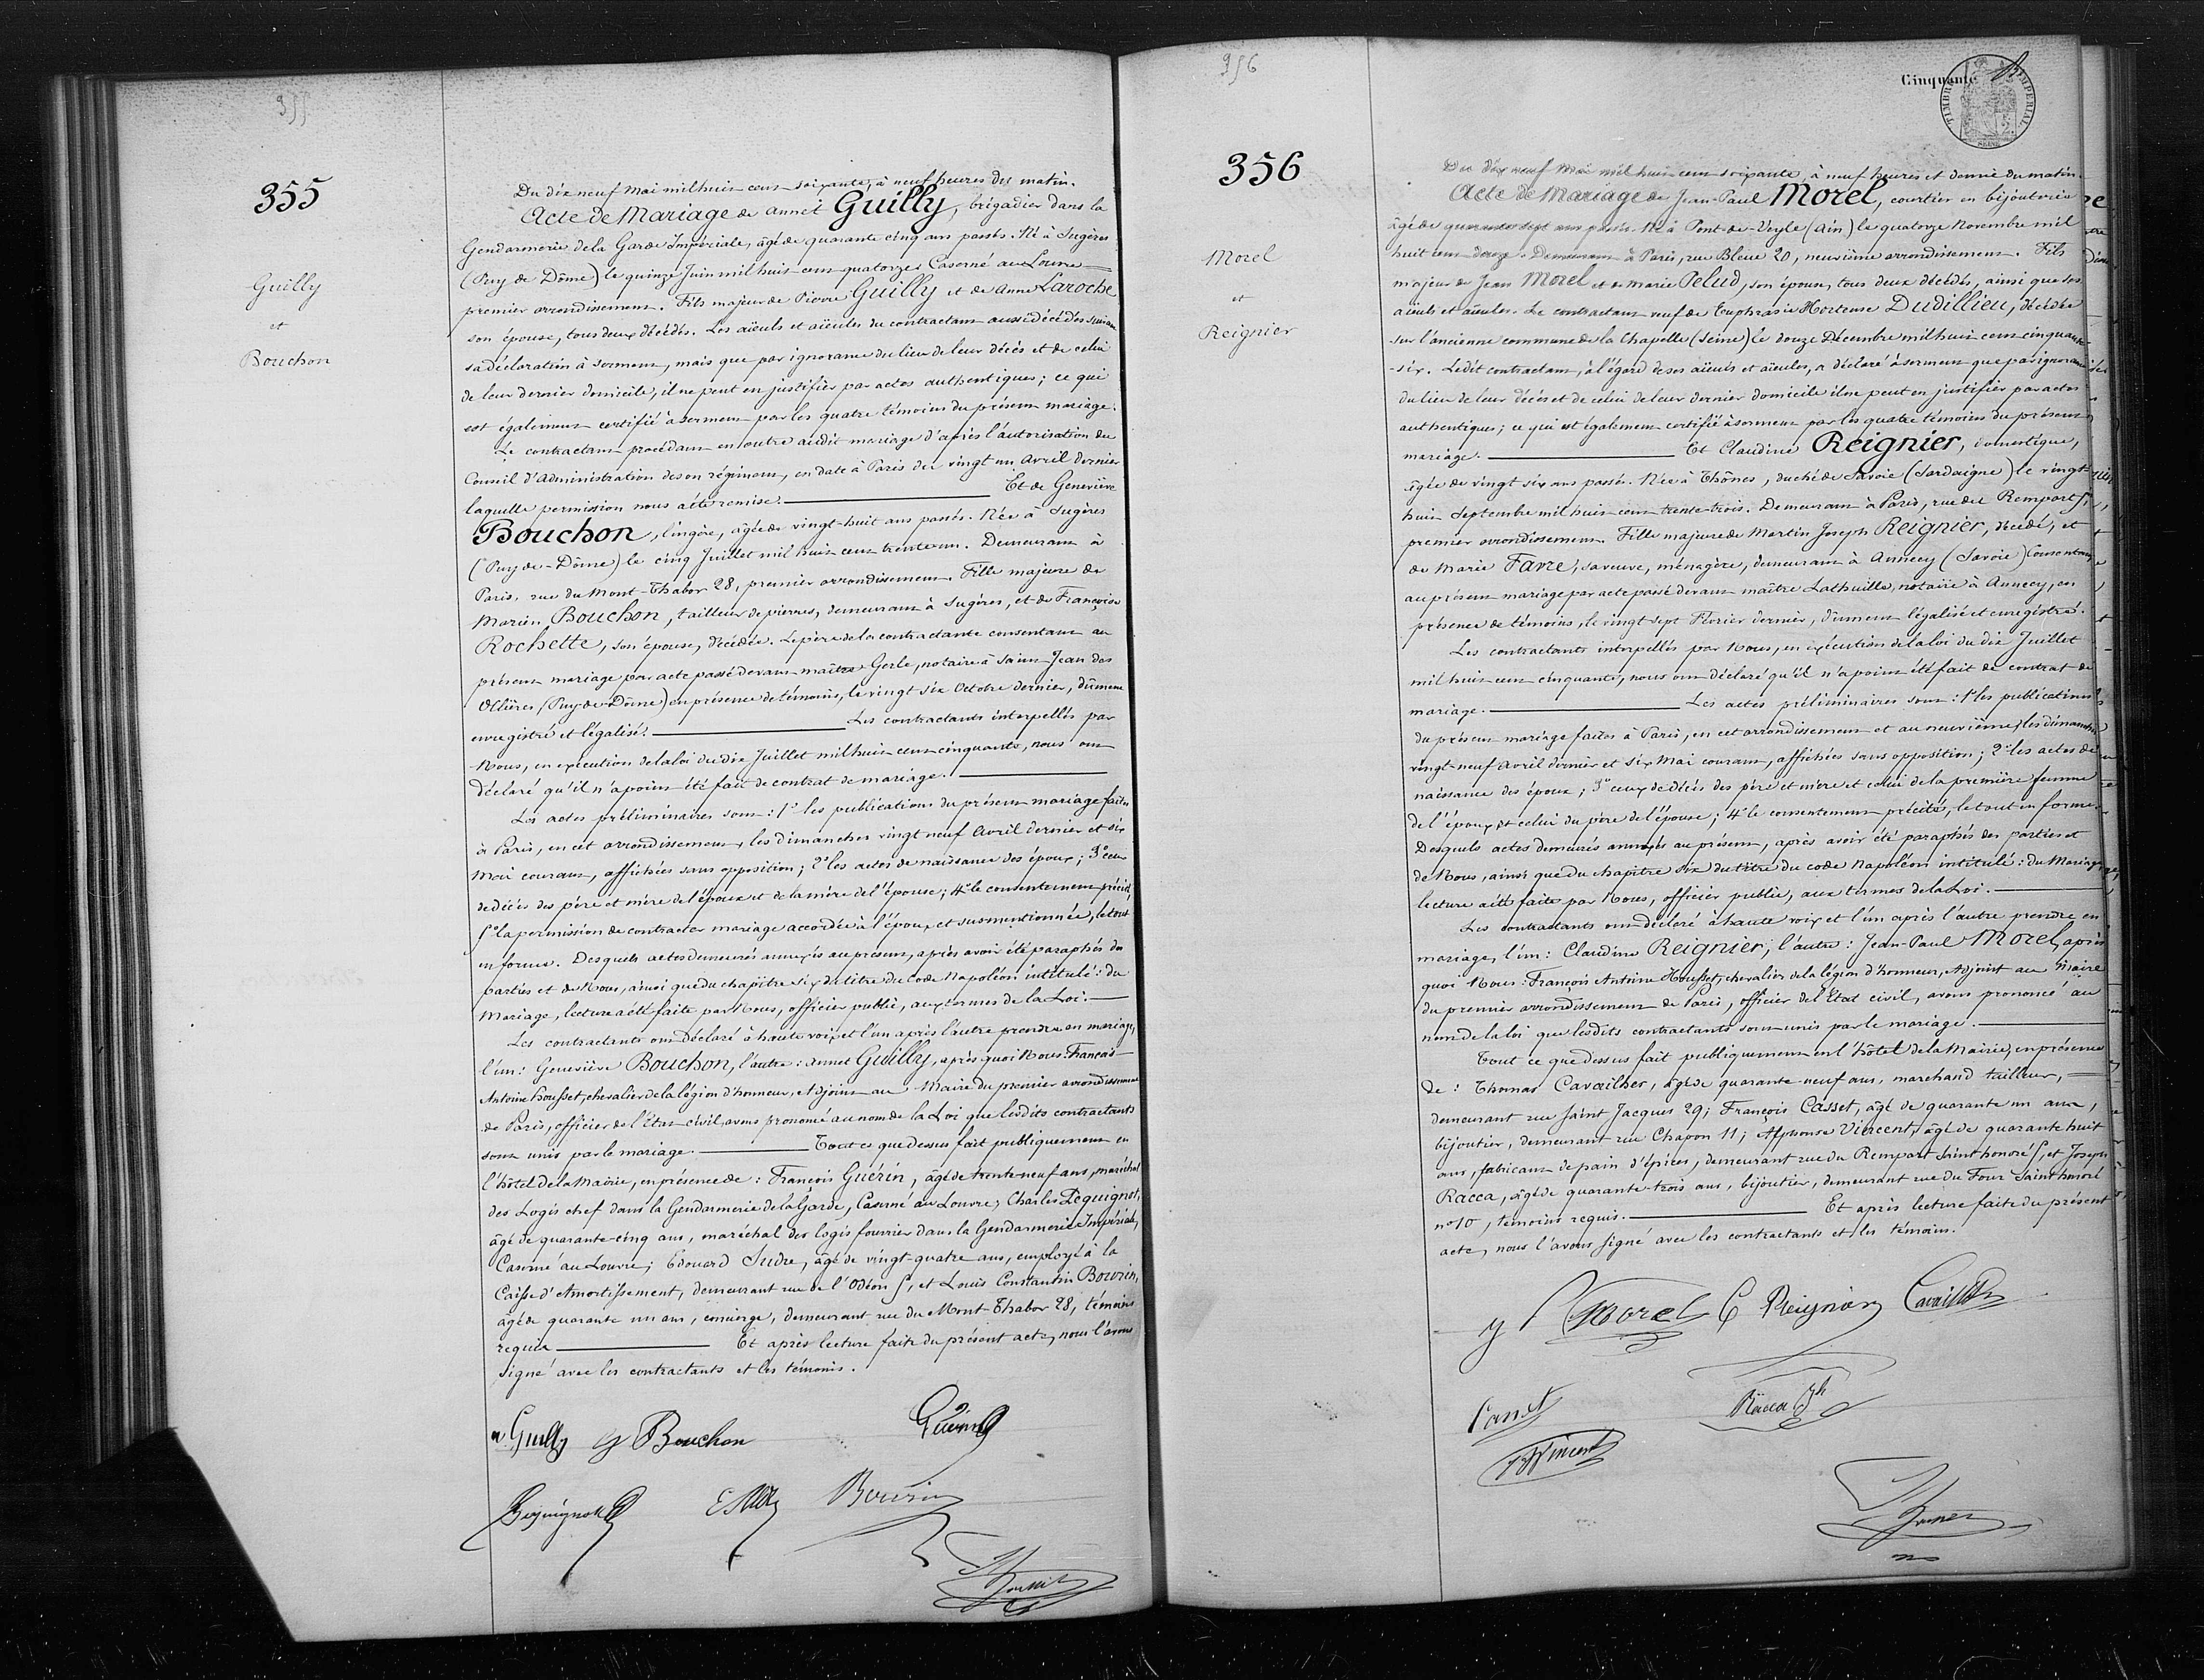 355
355
Guilly
et
Bouchon
Du dix neuf Mai mil huit cent soixante, à neuf heures du matin.
Acte de Mariage de Annet Guilly, brigadier dans la
Gendarmerie de la Garde Impériale, âgé de quarante cinq ans passés. Né à Sugères
(Puy de Dôme) le quinze Juin mil huit cent quatorze. Caserné au Louvre
premier arrondissement. Fils majeur de Pierre Guilly et de Anne Laroche
son épouse, tous deux décédés. Les aïeuls et aïeules du contractant aussi décédés suivant
sa déclaration à serment, mais que par ignorance du lieu de leur décès et de celui
de leur dernier domicile, il ne peut en justifier par actes authentiques; ce qui
est également certifié à serment par les quatre témoins du présent mariage.
Le contractant procédant en outre audit mariage d'après l'autorisation du
Conseil d'Administration de son régiment, en date à Paris du vingt un Avril dernier
laquelle permission nous a été remise. Et de Geneviève
Bouchon, lingère, âgée de vingt-huit ans passés. Née à Sugères
(Puy-de-Dôme) le cinq Juillet mil huit cent trente un. Demeurant à
Paris, rue du Mont-Thabor 28, premier arrondissement. Fille majeure de
Marien Bouchon, tailleur de pierres, demeurant à Sugères, et de Françoise
Rochette, son épouse, décédée. Le père de la contractante consentant au
présent mariage par acte passé devant maître Gerle, notaire à Saint Jean des
Ollières (Puy-de-Dôme) en présence de témoins, le vingt six Octobre dernier, dûment
enregistré et légalisé. Les contractants interpellés par
Nous, en exécution de la loi du dix Juillet mil huit cent cinquante, nous ont
déclaré qu'il n'a point été fait de contrat de mariage.
Les actes préliminaires sont: 1° les publications du présent mariage faites
à Paris, en cet arrondissement, les dimanches vingt neuf Avril dernier et six
Mai courant, affichées sans opposition; 2° les actes de naissance des époux; 3° ceux
de décès des père et mère de l'époux et de la mère de l'épouse; 4° le consentement précité,
5° la permission de contracter mariage accordée à l'époux et susmentionnée, le tout
en forme. Desquels actes demeurés annexés au présent, après avoir été paraphés des
parties et de Nous, ainsi que du chapitre six du titre du Code Napoléon intitulé: du
Mariage, lecture a été faite par Nous, officier public, aux termes de la Loi.
Les contractants ont déclaré à haute voix et l'un après l'autre prendre en mariage,
l'un: Geneviève Bouchon, l'autre: Annet Guilly, après quoi Nous: François
Antoine Housset, chevalier de la légion d'honneur, Adjoint au Maire du premier arrondissement
de Paris, officier de l'Etat civil, avons prononcé au nom de la Loi que lesdits contractants
sont unis par le mariage. Tout ce que dessus fait publiquement en
l'hôtel de la Mairie, en présence de: François Guérin, âgé de trente-neuf ans, maréchal
des Logis chef dans la Gendarmerie de la Garde, Caserné au Louvre; Charles Pequignot,
âgé de quarante-cinq ans, maréchal des logis fourrier dans la Gendarmerie Impériale,
Caserné au Louvre; Edouard Sudre, âgé de vingt-quatre ans, employé à la
Caisse d'Amortissement, demeurant rue de l'Odéon 5, et Louis Constantin Bouvin,
âgé de quarante un ans, concierge, demeurant rue du Mont-Thabor 28, témoins
requis Et après lecture faite du présent acte, nous l'avons
signé avec les contractants et les témoins.
a Guilly g Bouchon Guérin
Pequignot Bouvin
Housset
356
Cinquante
TIMBRE IMPÉRIAL
SEINE
356
Morel
et
Reignier
Du dix neuf Mai mil huit cent soixante, à neuf heures et demie du matin.
Acte de Mariage de Jean-Paul Morel, courtier en bijouterie
âgé de quarante sept ans passés. Né à Pont-de-Veyle (Ain) le quatorze Novembre mil
huit cent douze. Demeurant à Paris, rue Bleue 20, neuvième arrondissement. Fils
majeur de Jean Morel et de Marie Pelud, son épouse, tous deux décédés, ainsi que ses
aïeuls et aïeules. Le contractant veuf de Euphrasie Hortense Dudillieu, décédée
sur l'ancienne commune de la Chapelle (Seine) le douze Décembre mil huit cent cinquante-
-six. Ledit contractant, à l'égard de ses aïeuls et aïeules, a déclaré à serment que par ignorance
du lieu de leur décès et de celui de leur dernier domicile il ne peut en justifier par actes
authentiques; ce qui est également certifié à serment par les quatre témoins du présent
mariage. Et Claudine Reignier, domestique,
âgée de vingt six ans passés. Née à Thônes, duché de Savoie (Sardaigne) le vingt-
huit Septembre mil huit cent trente-trois. Demeurant à Paris, rue du Rempart 5,
premier arrondissement. Fille majeure de Martin Joseph Reignier, décédé, et
de Marie Favre, sa veuve, ménagère, demeurant à Annecy (Savoie) Consentant
au présent mariage par acte passé devant maître Lathuille, notaire à Annecy, en
présence de témoins, le vingt sept Février dernier, dûment légalisé et enregistré.
Les contractants interpellés par Nous, en exécution de la loi du dix Juillet
mil huit cent cinquante, nous ont déclaré qu'il n'a point été fait de contrat de
mariage. Les actes préliminaires sont: 1° les publications
du présent mariage faites à Paris, en cet arrondissement et au neuvième, les dimanches
vingt-neuf Avril dernier et six Mai courant, affichées sans opposition; 2° les actes de
naissance des époux; 3° ceux de décès des père et mère et celui de la première femme
de l'époux et celui du père de l'épouse; 4° le consentement précité, le tout en forme.
Desquels actes demeurés annexés au présent, après avoir été paraphés des parties et
de Nous, ainsi que du chapitre six du titre du code Napoléon intitulé: du Mariage,
lecture a été faite par Nous, officier public, aux termes de la Loi.
Les contractants ont déclaré à haute voix et l'un après l'autre prendre en
mariage, l'un: Claudine Reignier, l'autre: Jean-Paul Morel, après
quoi Nous: François Antoine Housset, chevalier de la légion d'honneur, Adjoint au Maire
du premier arrondissement de Paris, officier de l'Etat civil, avons prononcé au
nom de la loi que lesdits contractants sont unis par le mariage.
Tout ce que dessus fait publiquement en l'hôtel de la Mairie, en présence
de: Thomas Cavailher, âgé de quarante-neuf ans, marchand tailleur,
demeurant rue Saint Jacques 29; François Casset, âgé de quarante un ans,
bijoutier, demeurant rue Chapon 11; Alphonse Vincent, âgé de quarante huit
ans, fabricant de pain d'épices, demeurant rue du Rempart Saint honoré 5, et Joseph
Racca, âgé de quarante-trois ans, bijoutier, demeurant rue du Four Saint honoré
n° 10, témoins requis. Et après lecture faite du présent
acte, nous l'avons signé avec les contractants et les témoins.
Morel C Reignier Cavailher
Racca Jh
Vincent